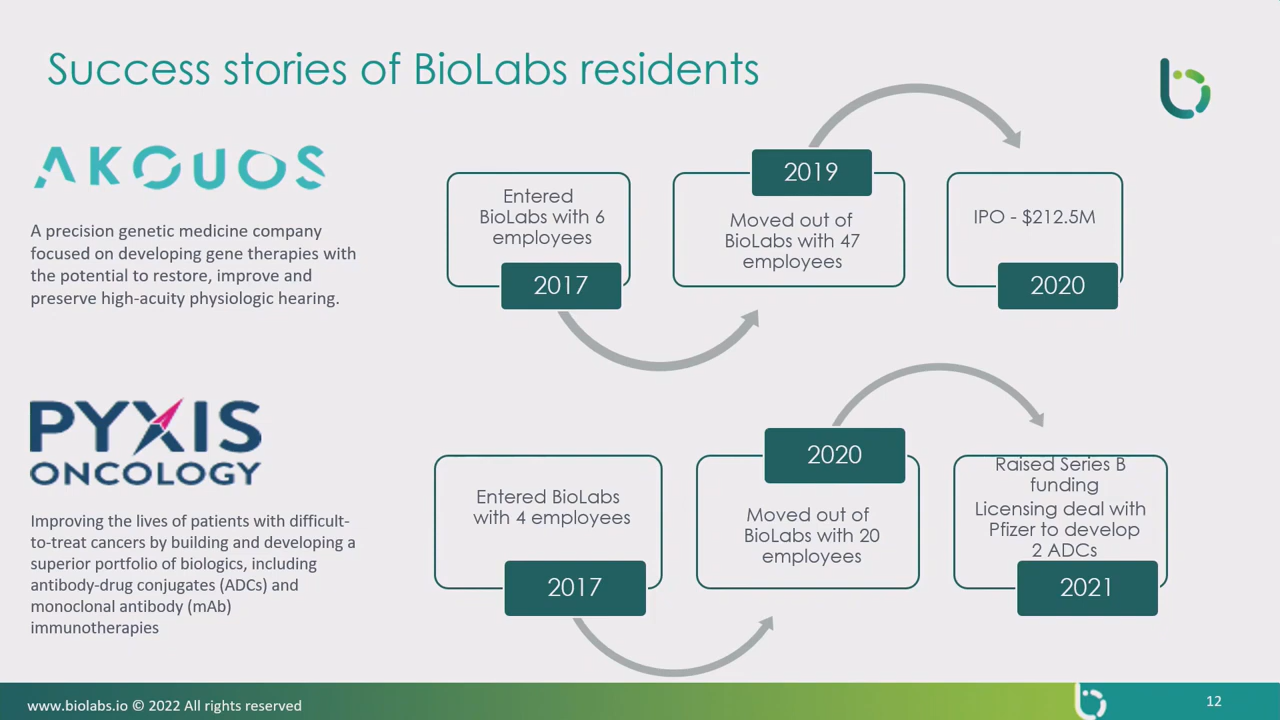 Success stories of BioLabs residents
AKOUOS
A precision genetic medicine company
focused on developing gene therapies with
the potential to restore, improve and
preserve high-acuity physiologic hearing.
Entered
BioLabs with 6
employees
2017
2019
Moved out of
BioLabs with 47
employees
IPO - $212.5M
2020
PYXIS
ONCOLOGY
Improving the lives of patients with difficult-
to-treat cancers by building and developing a
superior portfolio of biologics, including
antibody-drug conjugates (ADCs) and
monoclonal antibody (mAb)
immunotherapies
Entered BioLabs
with 4 employees
2017
2020
Moved out of
BioLabs with 20
employees
Raised Series B
funding
Licensing deal with
Pfizer to develop
2 ADCs
2021
www.biolabs.io © 2022 All rights reserved
12